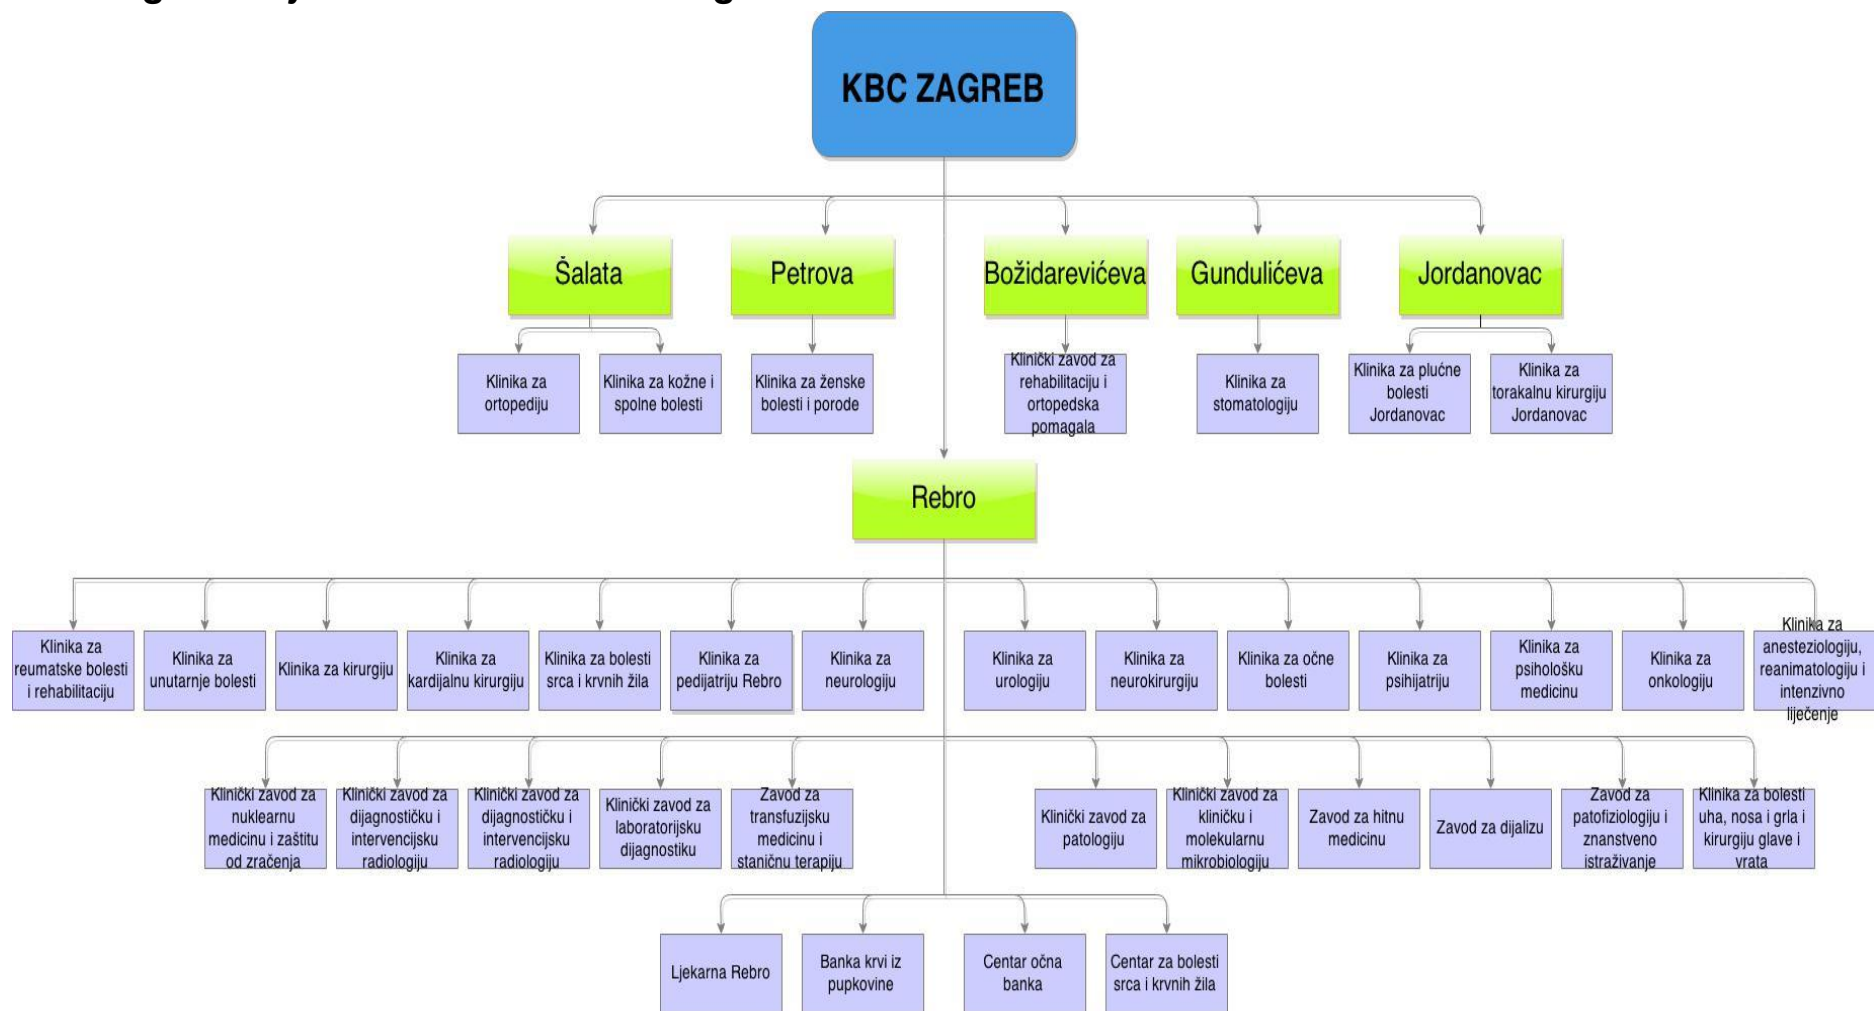 KBC ZAGREB
Šalata
Petrova
Božidarevićeva
Gundulićeva
Jordanovac
Klinika za
ortopediju
Klinika za kožne i
spolne bolesti
Klinika za ženske
bolesti i porode
Klinički zavod za
rehabilitaciju i
ortopedska
pomagala
Klinika za
stomatologiju
Klinika za plućne
bolesti
Jordanovac
Klinika za
torakalnu kirurgiju
Jordanovac
Rebro
Klinika za
reumatske bolesti
i rehabilitaciju
Klinika za
unutarnje bolesti
Klinika za kirurgiju
Klinika za
kardijalnu kirurgiju
Klinika za bolesti
srca i krvnih žila
Klinika za
pedijatriju Rebro
Klinika za
neurologiju
Klinika za
urologiju
Klinika za
neurokirurgiju
Klinika za očne
bolesti
Klinika za
psihijatriju
Klinika za
psihološku
medicinu
Klinika za
onkologiju
Klinika za
anesteziologiju,
reanimatologiju i
intenzivno
liječenje
Klinički zavod za
nuklearnu
medicinu i zaštitu
od zračenja
Klinički zavod za
dijagnostičku i
intervencijsku
radiologiju
Klinički zavod za
dijagnostičku i
intervencijsku
radiologiju
Klinički zavod za
laboratorijsku
dijagnostiku
Zavod za
transfuzijsku
medicinu i
staničnu terapiju
Klinički zavod za
patologiju
Klinički zavod za
kliničku i
molekularnu
mikrobiologiju
Zavod za hitnu
medicinu
Zavod za dijalizu
Zavod za
patofiziologiju i
znanstveno
istraživanje
Klinika za bolesti
uha, nosa i grla i
kirurgiju glave i
vrata
Ljekarna Rebro
Banka krvi iz
pupkovine
Centar očna
banka
Centar za bolesti
srca i krvnih žila